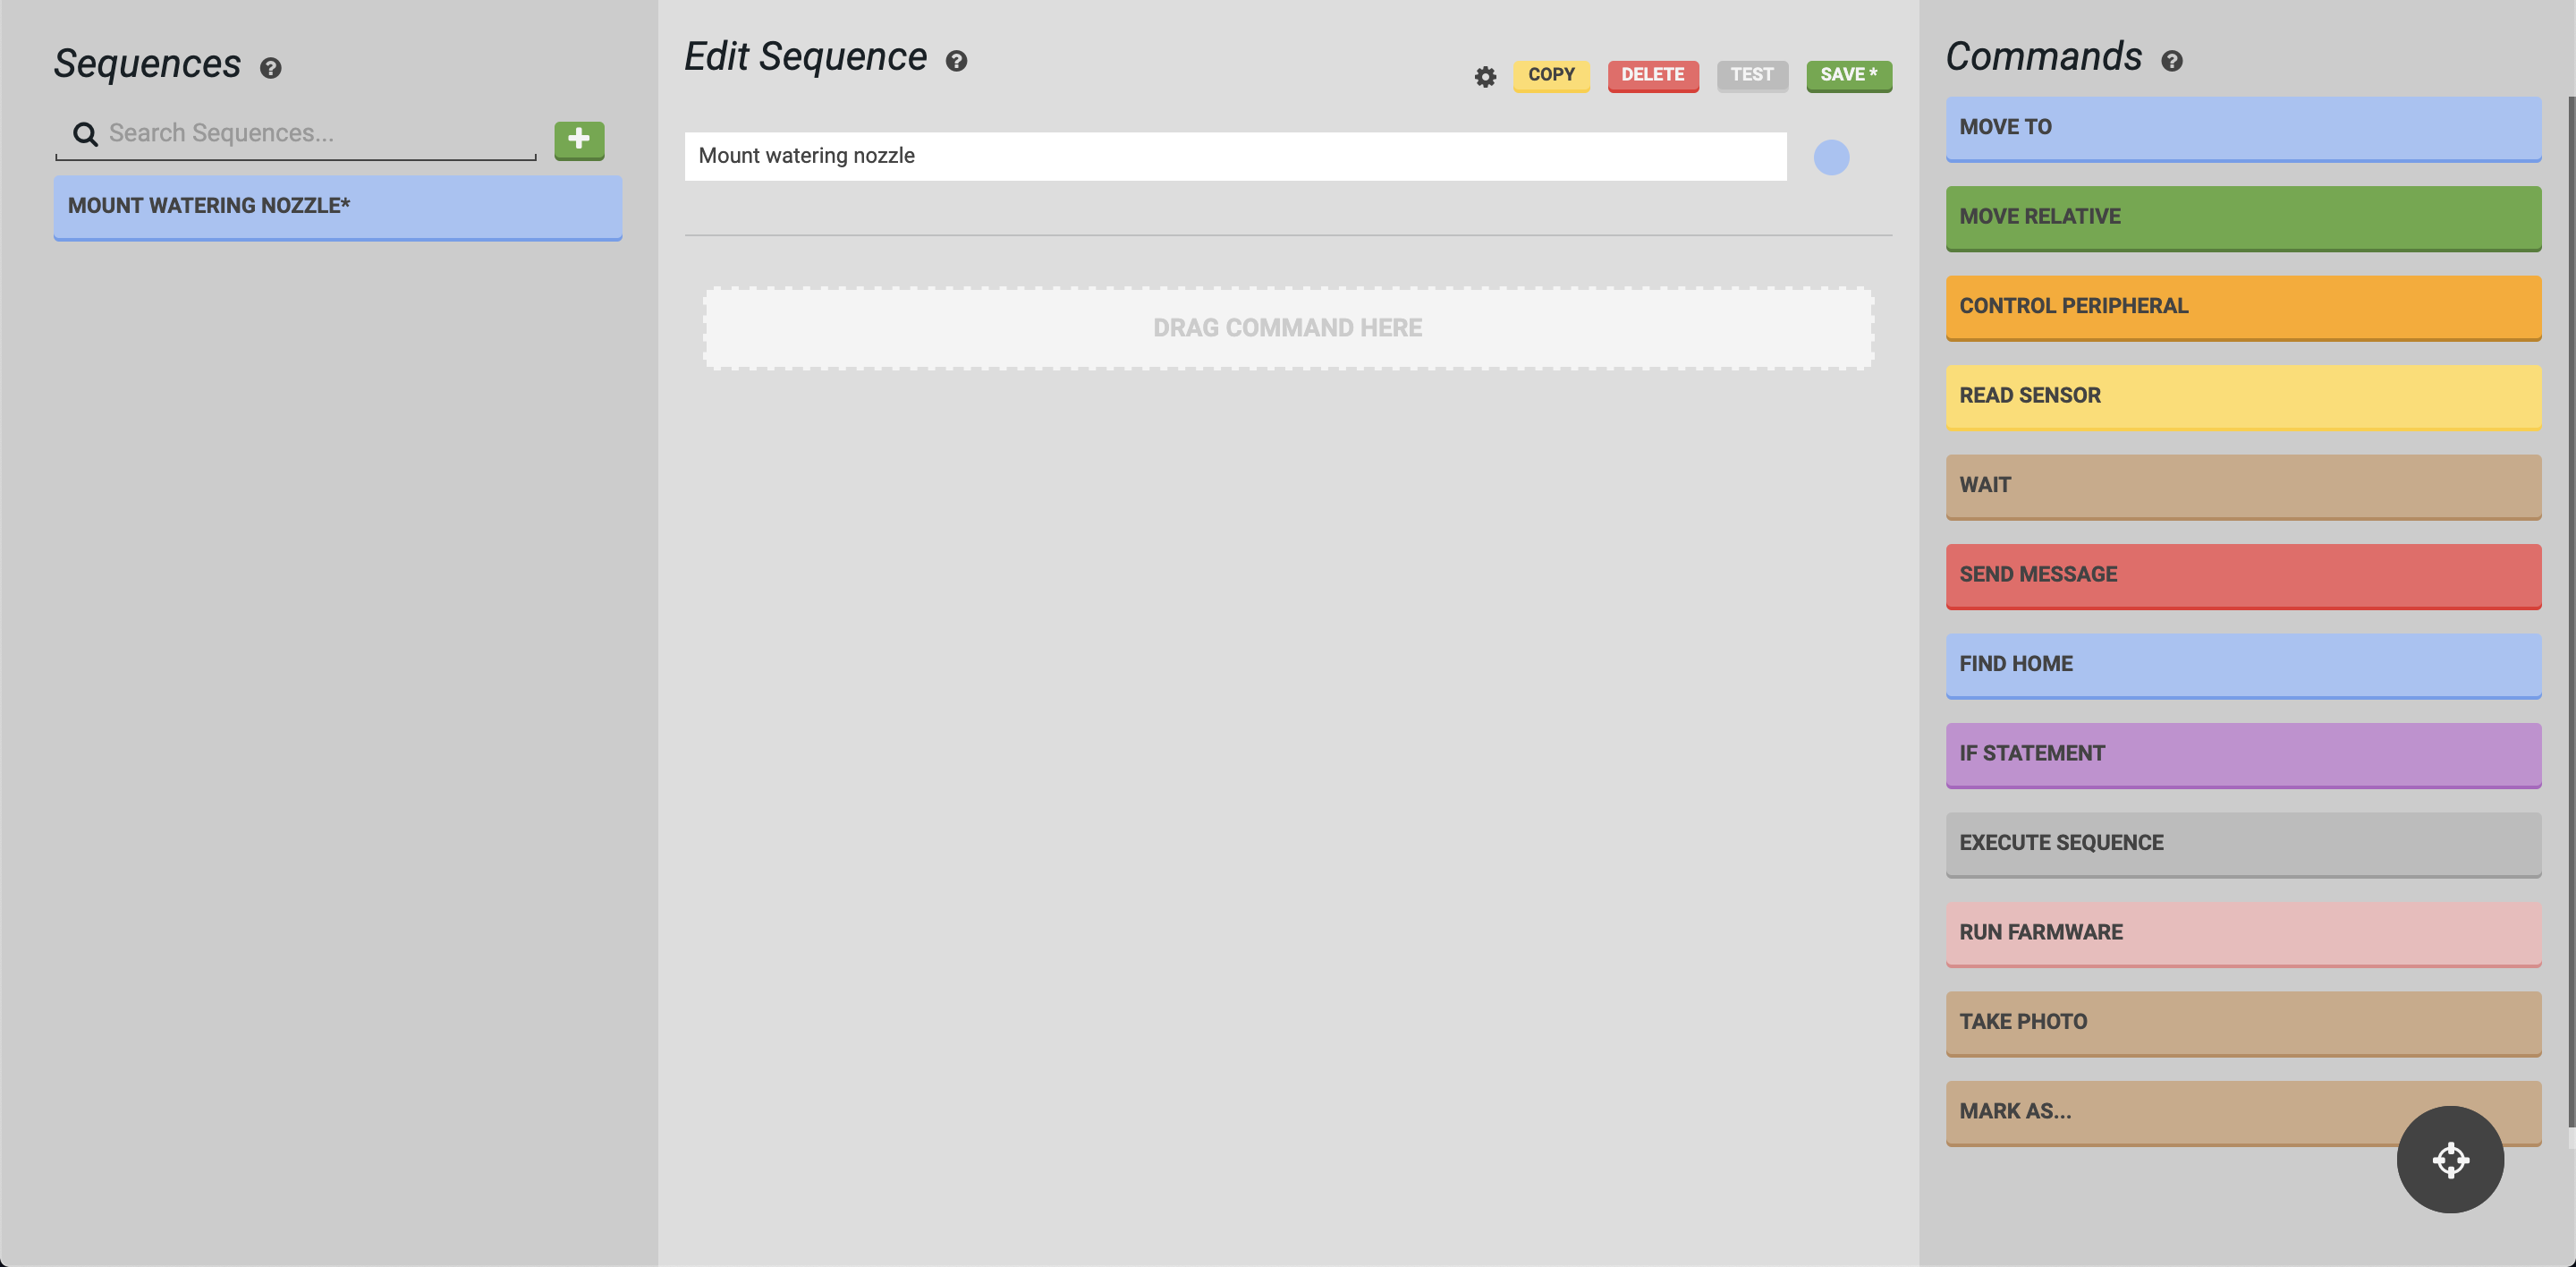 Sequences
Search Sequences...
MOUNT WATERING NOZZLE*
Edit Sequence
COPY
DELETE
TEST
SAVE *
Mount watering nozzle
DRAG COMMAND HERE
Commands
MOVE TO
MOVE RELATIVE
CONTROL PERIPHERAL
READ SENSOR
WAIT
SEND MESSAGE
FIND HOME
IF STATEMENT
EXECUTE SEQUENCE
RUN FARMWARE
TAKE PHOTO
MARK AS...